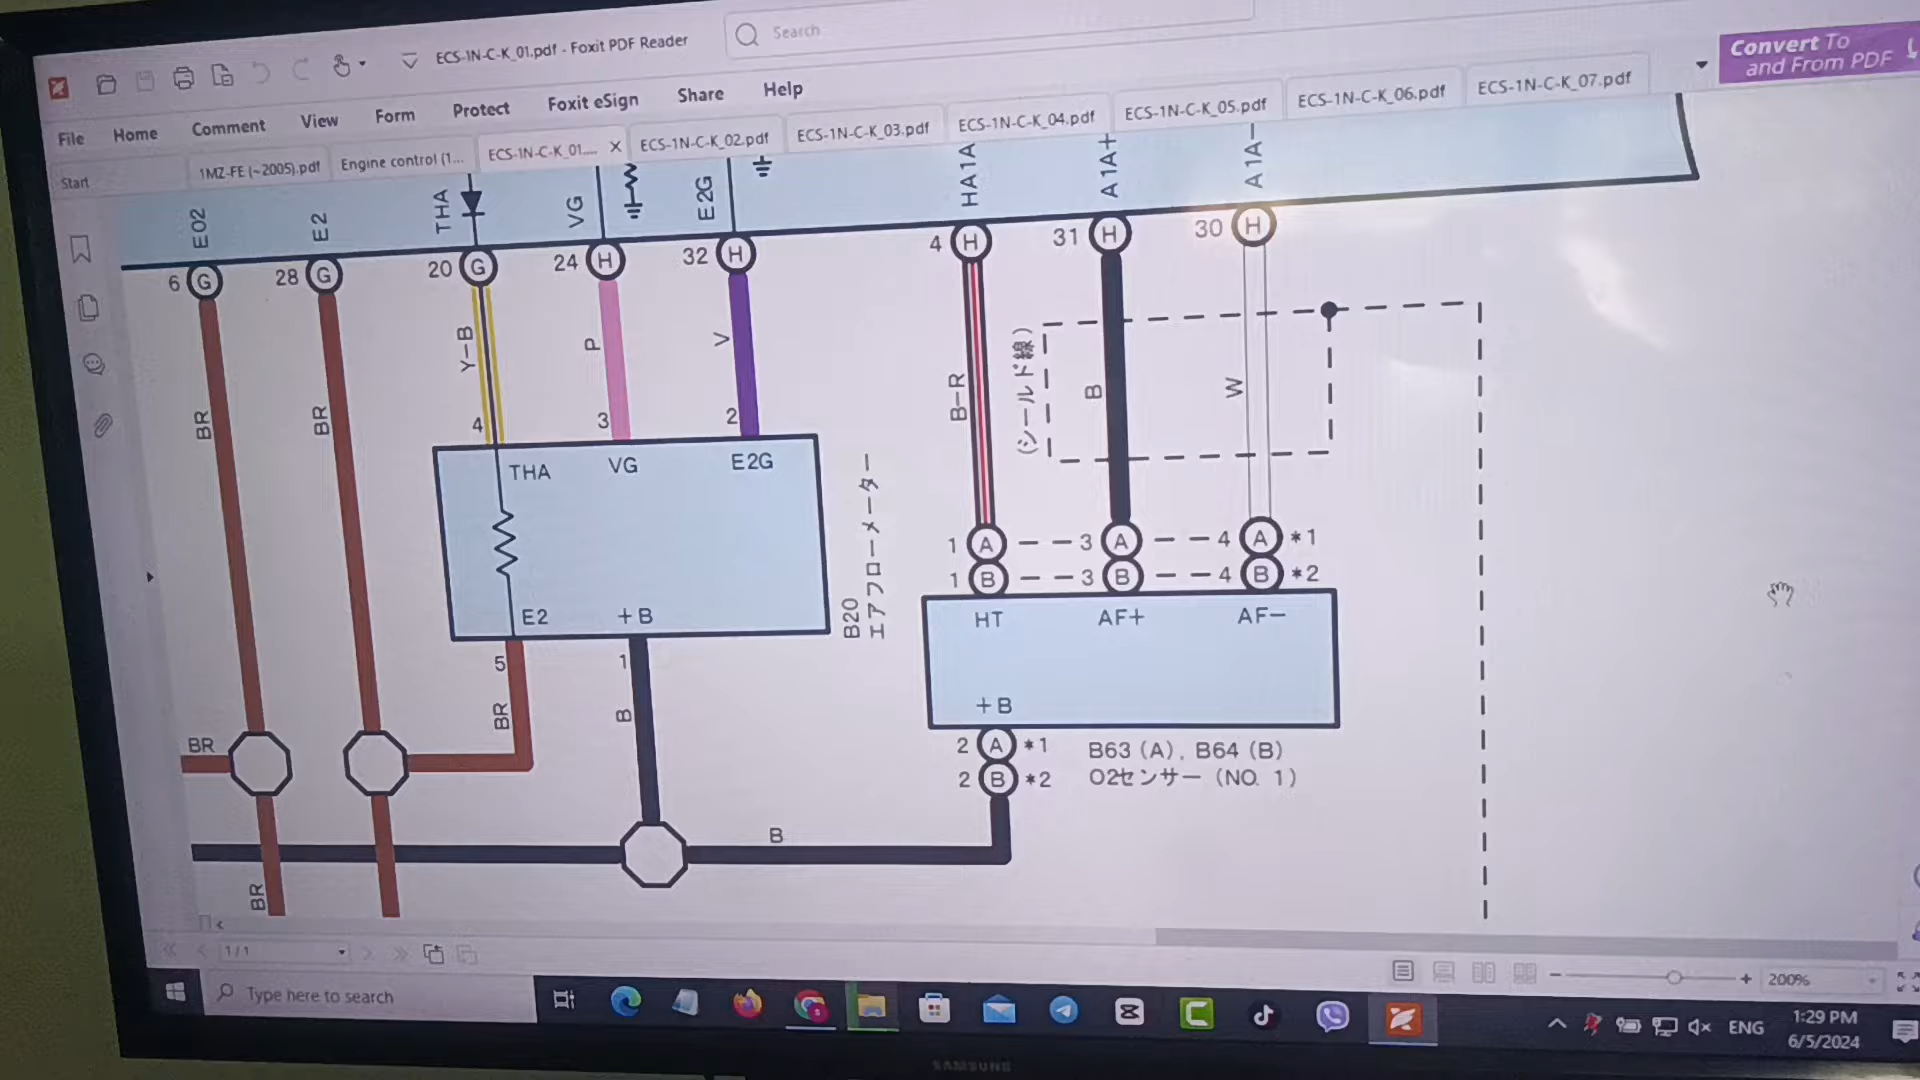 ECS-1N-C-K_01.pdf - Foxit PDF Reader
Search
Convert To
and From PDF
File
Home
Comment
View
Form
Protect
Foxit eSign
Share
Help
Start
1MZ-FE (~2005).pdf
Engine control (1...
ECS-1N-C-K_01....
ECS-1N-C-K_02.pdf
ECS-1N-C-K_03.pdf
ECS-1N-C-K_04.pdf
ECS-1N-C-K_05.pdf
ECS-1N-C-K_06.pdf
ECS-1N-C-K_07.pdf
E02
E2
THA
VG
E2G
HA1A
A1A+
A1A-
6 G
28 G
20 G
24 H
32 H
4 H
31 H
30 H
BR
BR
Y-B
P
V
B-R
(シールド線)
B
W
4
3
2
THA
VG
E2G
E2
+B
B20
エアフローメーター
1 A
3 A
4 A *1
1 B
3 B
4 B *2
HT
AF+
AF-
+B
5
1
BR
B
BR
2 A *1
2 B *2
B63 (A), B64 (B)
O2センサー (NO. 1)
B
BR
1/1
200%
Type here to search
ENG
1:29 PM
6/5/2024
SAMSUNG